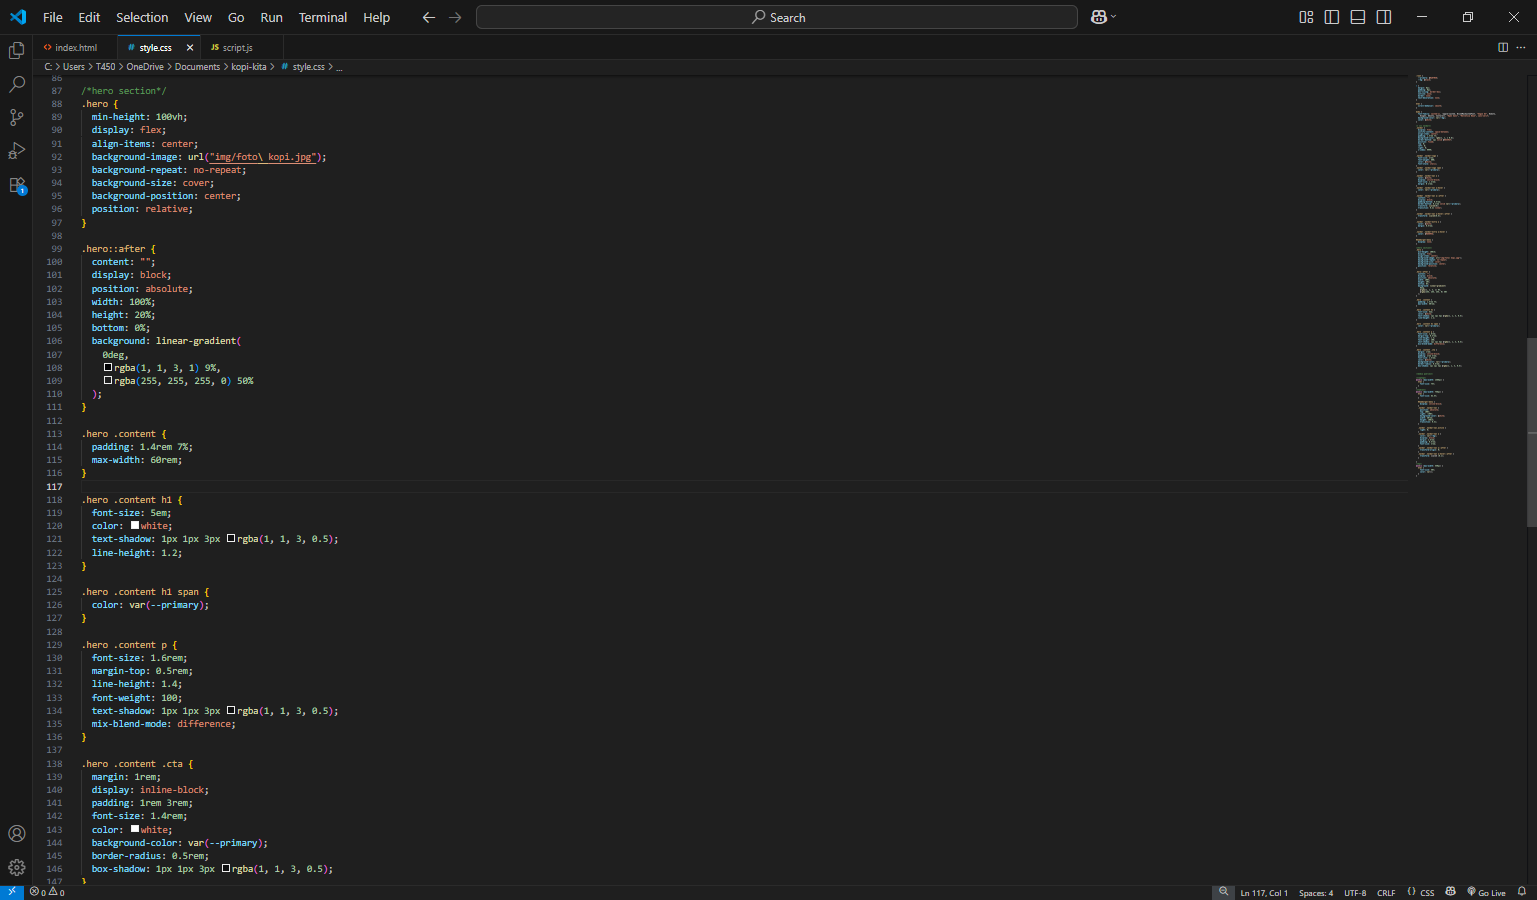 File Edit Selection View Go Run Terminal Help
Search
index.html
# style.css
JS script.js
C: > Users > T450 > OneDrive > Documents > kopi-kita > # style.css > ...
86
87 /*hero section*/
88 .hero {
89 min-height: 100vh;
90 display: flex;
91 align-items: center;
92 background-image: url("img/foto\ kopi.jpg");
93 background-repeat: no-repeat;
94 background-size: cover;
95 background-position: center;
96 position: relative;
97 }
98
99 .hero::after {
100 content: "";
101 display: block;
102 position: absolute;
103 width: 100%;
104 height: 20%;
105 bottom: 0%;
106 background: linear-gradient(
107 0deg,
108 rgba(1, 1, 3, 1) 9%,
109 rgba(255, 255, 255, 0) 50%
110 );
111 }
112
113 .hero .content {
114 padding: 1.4rem 7%;
115 max-width: 60rem;
116 }
117
118 .hero .content h1 {
119 font-size: 5em;
120 color: white;
121 text-shadow: 1px 1px 3px rgba(1, 1, 3, 0.5);
122 line-height: 1.2;
123 }
124
125 .hero .content h1 span {
126 color: var(--primary);
127 }
128
129 .hero .content p {
130 font-size: 1.6rem;
131 margin-top: 0.5rem;
132 line-height: 1.4;
133 font-weight: 100;
134 text-shadow: 1px 1px 3px rgba(1, 1, 3, 0.5);
135 mix-blend-mode: difference;
136 }
137
138 .hero .content .cta {
139 margin: 1rem;
140 display: inline-block;
141 padding: 1rem 3rem;
142 font-size: 1.4rem;
143 color: white;
144 background-color: var(--primary);
145 border-radius: 0.5rem;
146 box-shadow: 1px 1px 3px rgba(1, 1, 3, 0.5);
147 }
1
0 0
Ln 117, Col 1 Spaces: 4 UTF-8 CRLF {} CSS Go Live